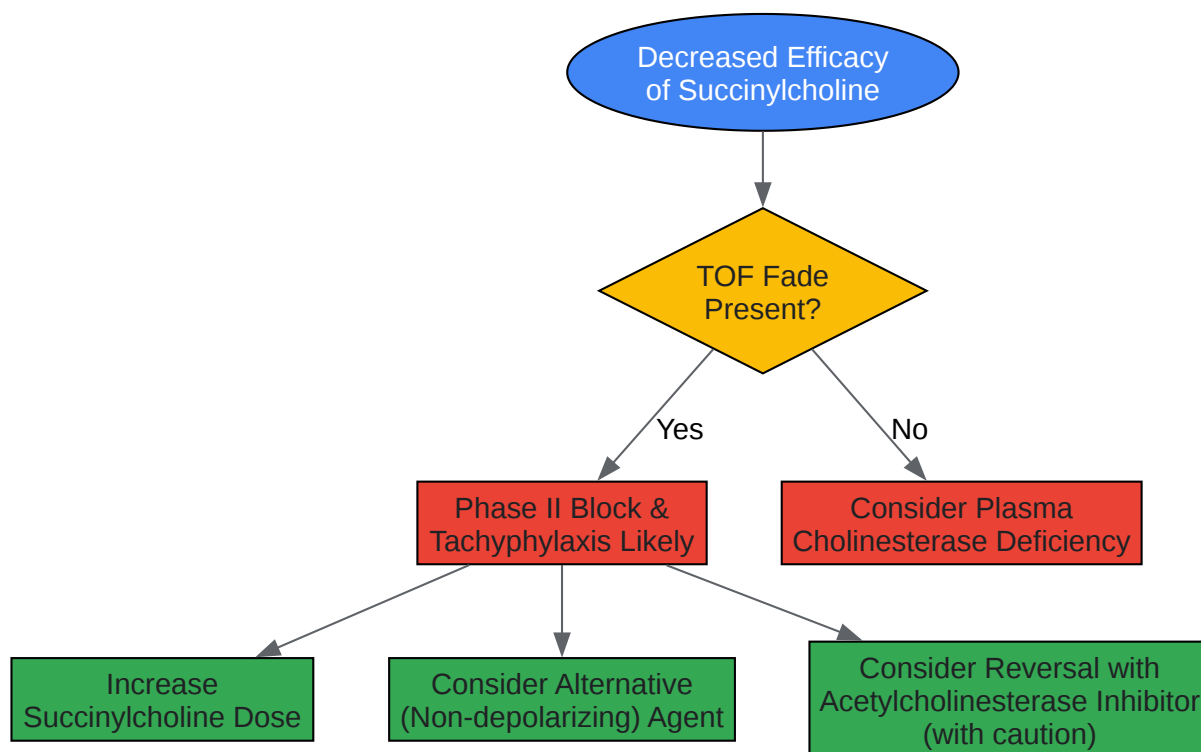 Decreased Efficacy
of Succinylcholine
TOF Fade
Present?
Yes
No
Phase II Block &
Tachyphylaxis Likely
Consider Plasma
Cholinesterase Deficiency
Increase
Succinylcholine Dose
Consider Alternative
(Non-depolarizing) Agent
Consider Reversal with
Acetylcholinesterase Inhibitor
(with caution)